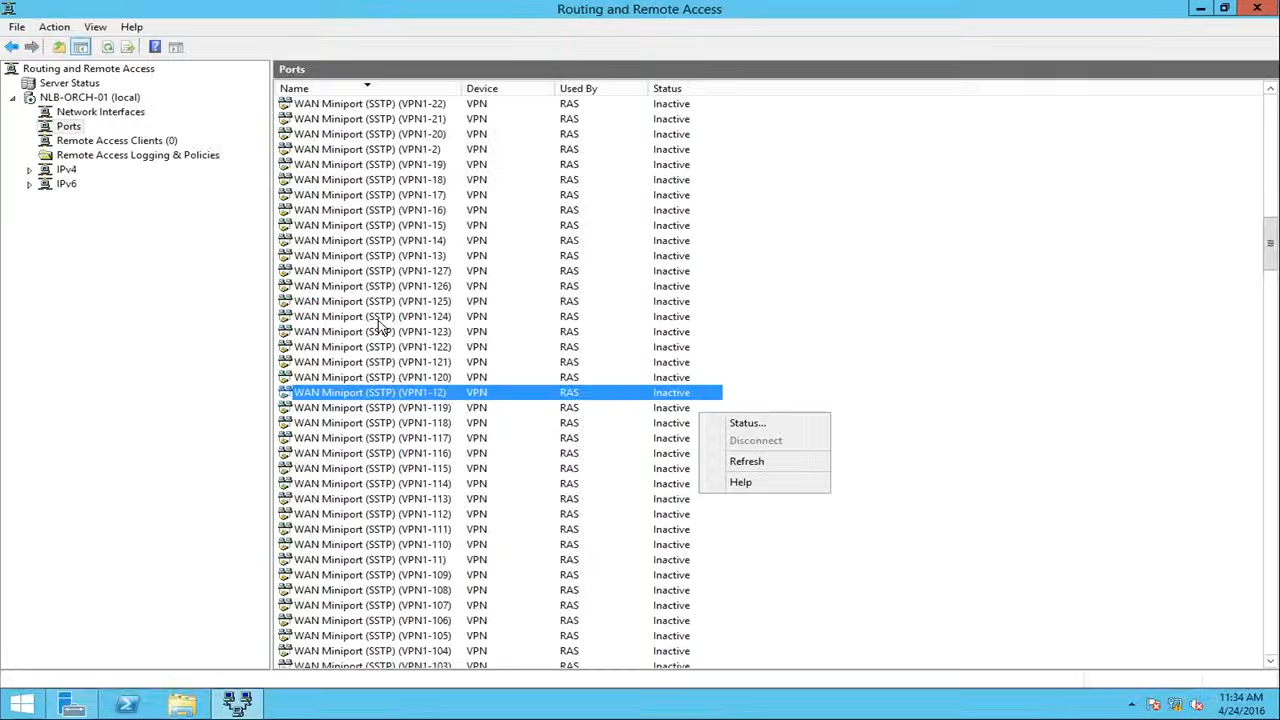 Routing and Remote Access
File Action View Help
Routing and Remote Access
Server Status
NLB-ORCH-01 (local)
Network Interfaces
Ports
Remote Access Clients (0)
Remote Access Logging & Policies
IPv4
IPv6
Ports
Name Device Used By Status
WAN Miniport (SSTP) (VPN1-22) VPN RAS Inactive
WAN Miniport (SSTP) (VPN1-21) VPN RAS Inactive
WAN Miniport (SSTP) (VPN1-20) VPN RAS Inactive
WAN Miniport (SSTP) (VPN1-2) VPN RAS Inactive
WAN Miniport (SSTP) (VPN1-19) VPN RAS Inactive
WAN Miniport (SSTP) (VPN1-18) VPN RAS Inactive
WAN Miniport (SSTP) (VPN1-17) VPN RAS Inactive
WAN Miniport (SSTP) (VPN1-16) VPN RAS Inactive
WAN Miniport (SSTP) (VPN1-15) VPN RAS Inactive
WAN Miniport (SSTP) (VPN1-14) VPN RAS Inactive
WAN Miniport (SSTP) (VPN1-13) VPN RAS Inactive
WAN Miniport (SSTP) (VPN1-127) VPN RAS Inactive
WAN Miniport (SSTP) (VPN1-126) VPN RAS Inactive
WAN Miniport (SSTP) (VPN1-125) VPN RAS Inactive
WAN Miniport (SSTP) (VPN1-124) VPN RAS Inactive
WAN Miniport (SSTP) (VPN1-123) VPN RAS Inactive
WAN Miniport (SSTP) (VPN1-122) VPN RAS Inactive
WAN Miniport (SSTP) (VPN1-121) VPN RAS Inactive
WAN Miniport (SSTP) (VPN1-120) VPN RAS Inactive
WAN Miniport (SSTP) (VPN1-12) VPN RAS Inactive
WAN Miniport (SSTP) (VPN1-119) VPN RAS Inactive
WAN Miniport (SSTP) (VPN1-118) VPN RAS Inactive
WAN Miniport (SSTP) (VPN1-117) VPN RAS Inactive
WAN Miniport (SSTP) (VPN1-116) VPN RAS Inactive
WAN Miniport (SSTP) (VPN1-115) VPN RAS Inactive
WAN Miniport (SSTP) (VPN1-114) VPN RAS Inactive
WAN Miniport (SSTP) (VPN1-113) VPN RAS Inactive
WAN Miniport (SSTP) (VPN1-112) VPN RAS Inactive
WAN Miniport (SSTP) (VPN1-111) VPN RAS Inactive
WAN Miniport (SSTP) (VPN1-110) VPN RAS Inactive
WAN Miniport (SSTP) (VPN1-11) VPN RAS Inactive
WAN Miniport (SSTP) (VPN1-109) VPN RAS Inactive
WAN Miniport (SSTP) (VPN1-108) VPN RAS Inactive
WAN Miniport (SSTP) (VPN1-107) VPN RAS Inactive
WAN Miniport (SSTP) (VPN1-106) VPN RAS Inactive
WAN Miniport (SSTP) (VPN1-105) VPN RAS Inactive
WAN Miniport (SSTP) (VPN1-104) VPN RAS Inactive
WAN Miniport (SSTP) (VPN1-103) VPN RAS Inactive
Status...
Disconnect
Refresh
Help
11:34 AM
4/24/2016